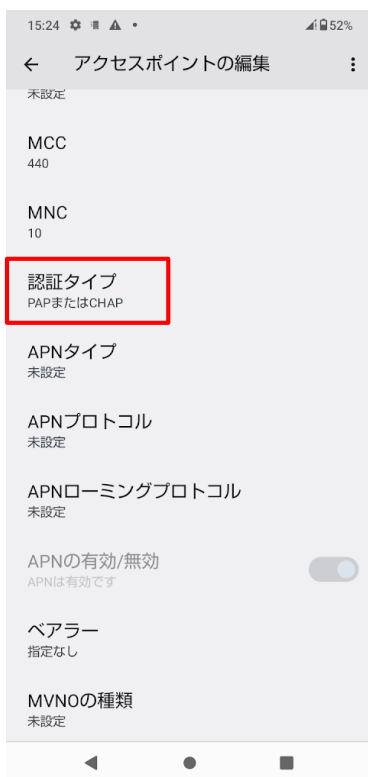 15:24 52%
アクセスポイントの編集
未設定
MCC
440
MNC
10
認証タイプ
PAPまたはCHAP
APNタイプ
未設定
APNプロトコル
未設定
APNローミングプロトコル
未設定
APNの有効/無効
APNは有効です
ベアラー
指定なし
MVNOの種類
未設定